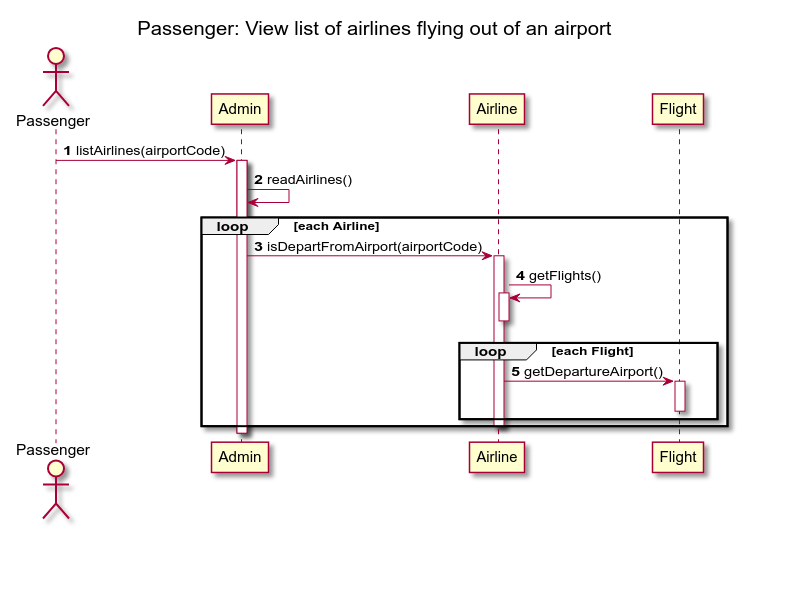 Passenger: View list of airlines flying out of an airport
Passenger
Admin
Airline
Flight
1 listAirlines(airportCode)
2 readAirlines()
loop [each Airline]
3 isDepartFromAirport(airportCode)
4 getFlights()
loop [each Flight]
5 getDepartureAirport()
Passenger
Admin
Airline
Flight